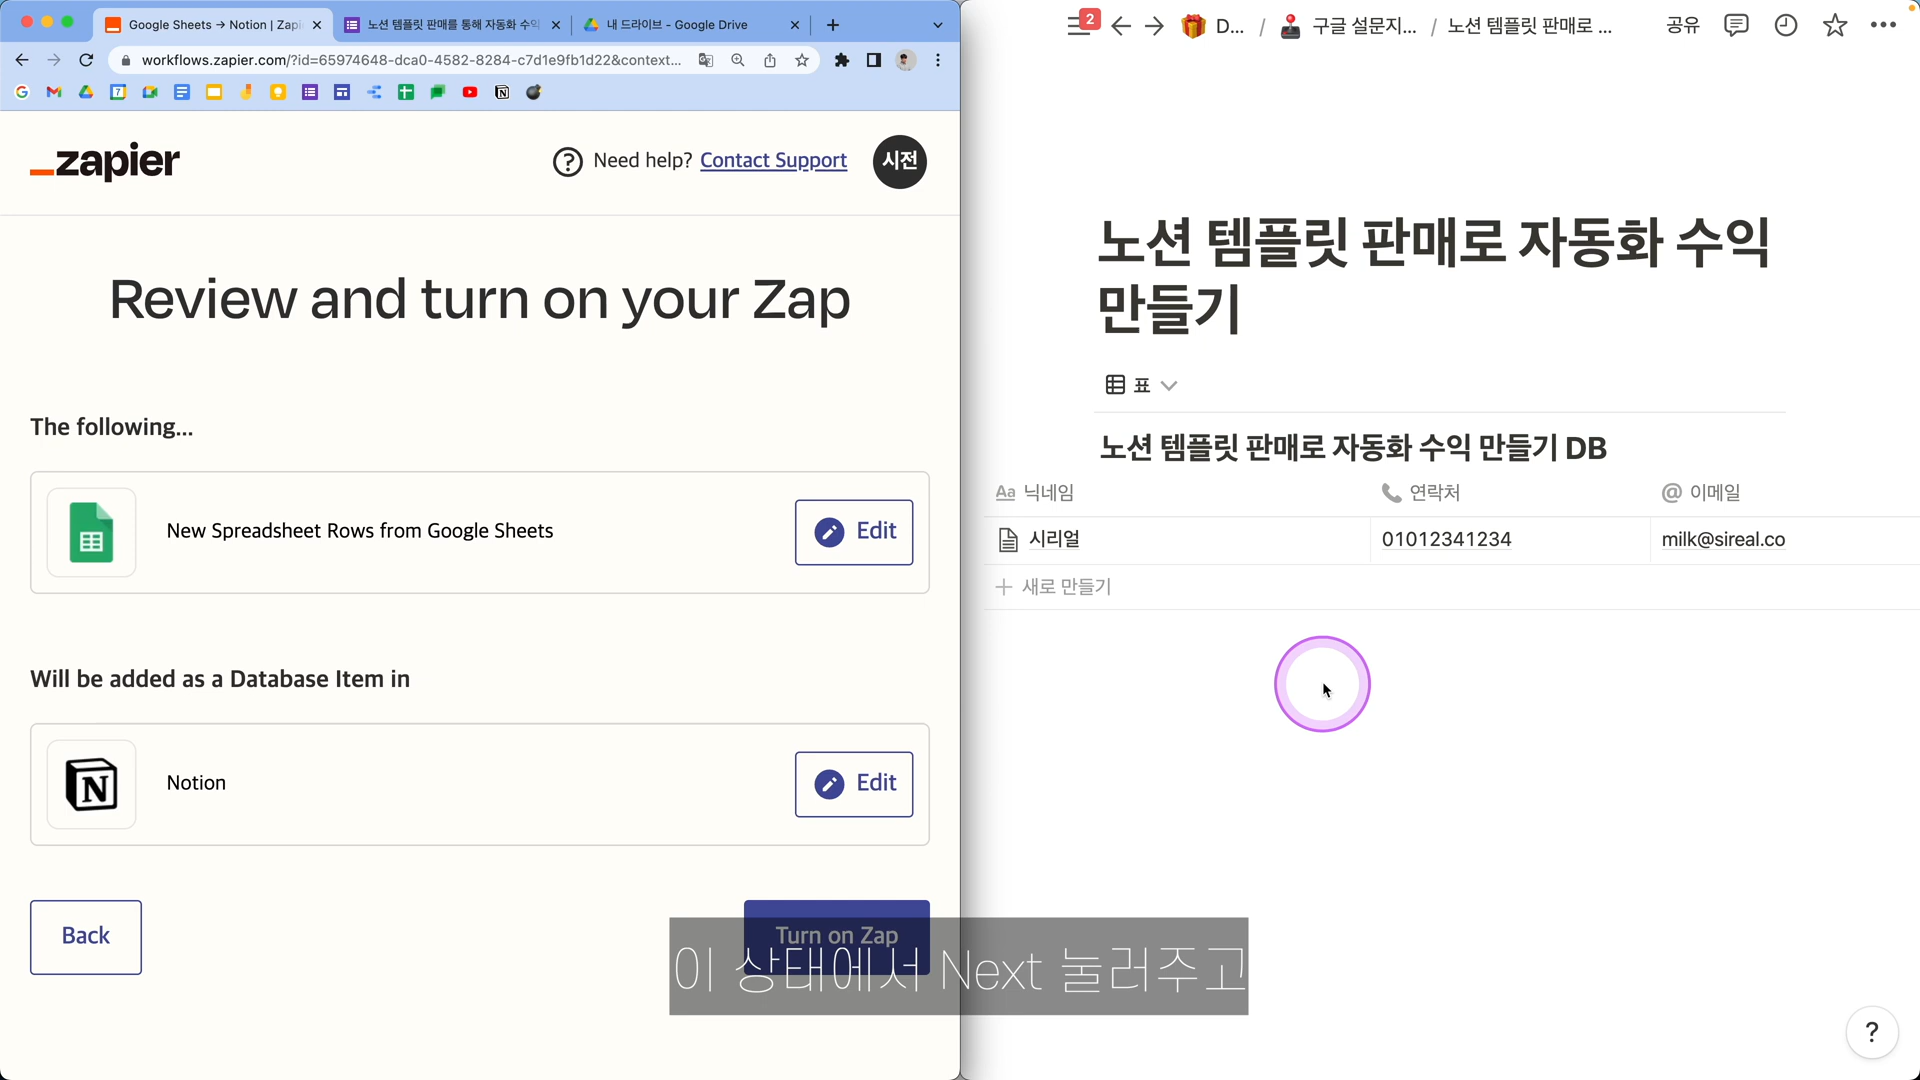 Google Sheets → Notion | Zapi
노션 템플릿 판매를 통해 자동화 수익
내 드라이브 - Google Drive
workflows.zapier.com/?id=65974648-dca0-4582-8284-c7d1e9fb1d22&context...
zapier
Need help? Contact Support
시전
Review and turn on your Zap
The following...
New Spreadsheet Rows from Google Sheets
Edit
Will be added as a Database Item in
Notion
Edit
Back
Turn on Zap
2
D... / 구글 설문지... / 노션 템플릿 판매로 ...
공유
노션 템플릿 판매로 자동화 수익
만들기
표
노션 템플릿 판매로 자동화 수익 만들기 DB
Aa 닉네임
연락처
@ 이메일
시리얼
01012341234
milk@sireal.co
+ 새로 만들기
이 상태에서 Next 눌러주고
?